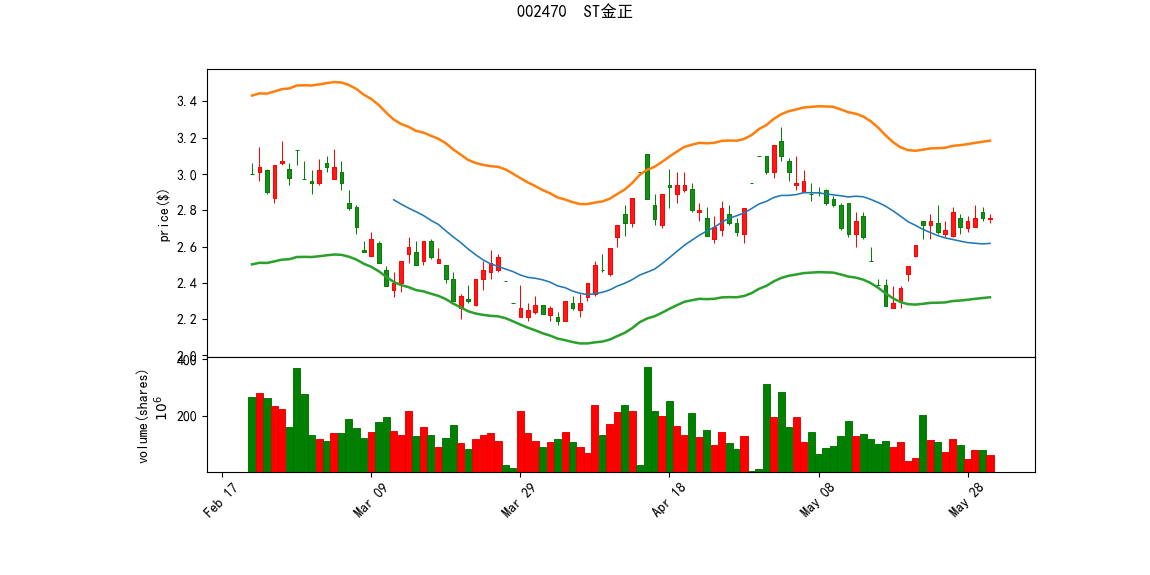 002470  ST金正
3.4
3.2
3.0
2.8
2.6
2.4
2.2
2.0
price($)
400
200
volume(shares)
10^6
Feb 17
Mar 09
Mar 29
Apr 18
May 08
May 28